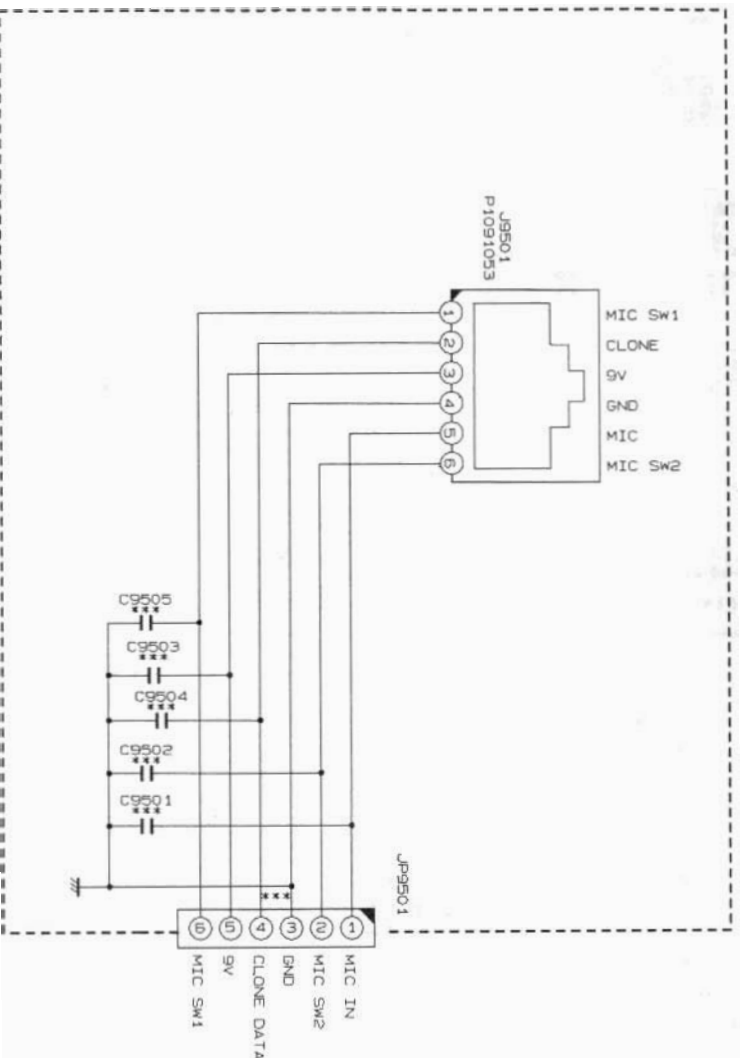 J9501
P1091053
1
MIC SW1
2
CLONE
3
9V
4
GND
5
MIC
6
MIC SW2
C9505
***
C9503
***
C9504
***
C9502
***
C9501
***
JP9501
***
6
5
4
3
2
1
MIC SW1
9V
CLONE DATA
GND
MIC SW2
MIC IN